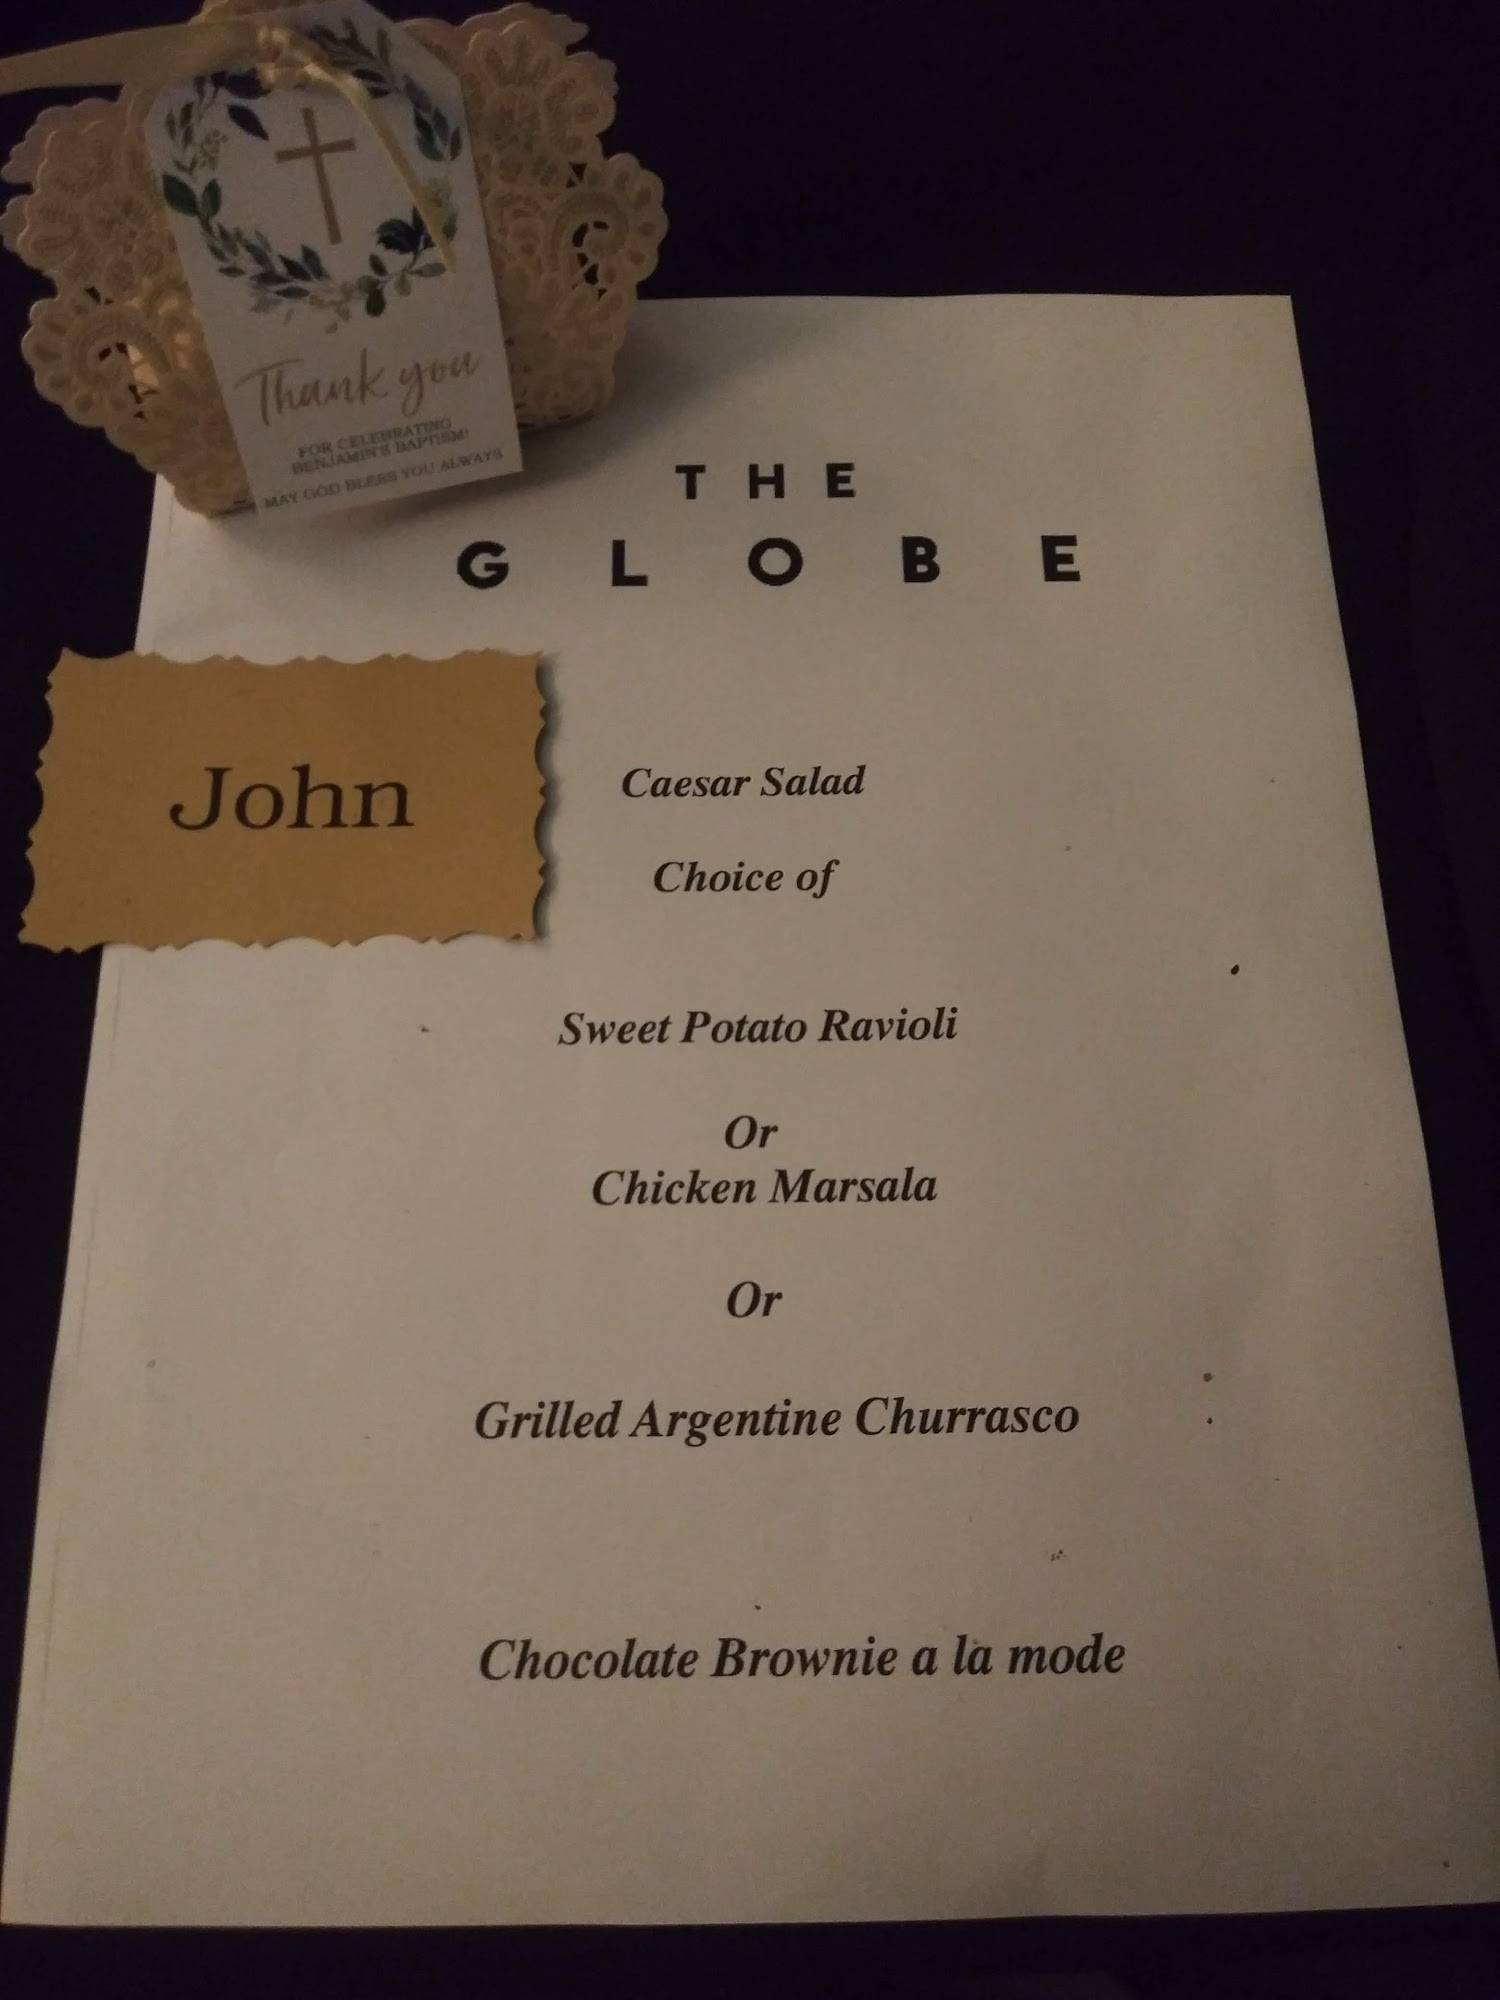 Thank you
FOR CELEBRATING
BENJAMIN'S BAPTISM!
MAY GOD BLESS YOU ALWAYS
THE
GLOBE
John
Caesar Salad
Choice of
Sweet Potato Ravioli
Or
Chicken Marsala
Or
Grilled Argentine Churrasco
Chocolate Brownie a la mode